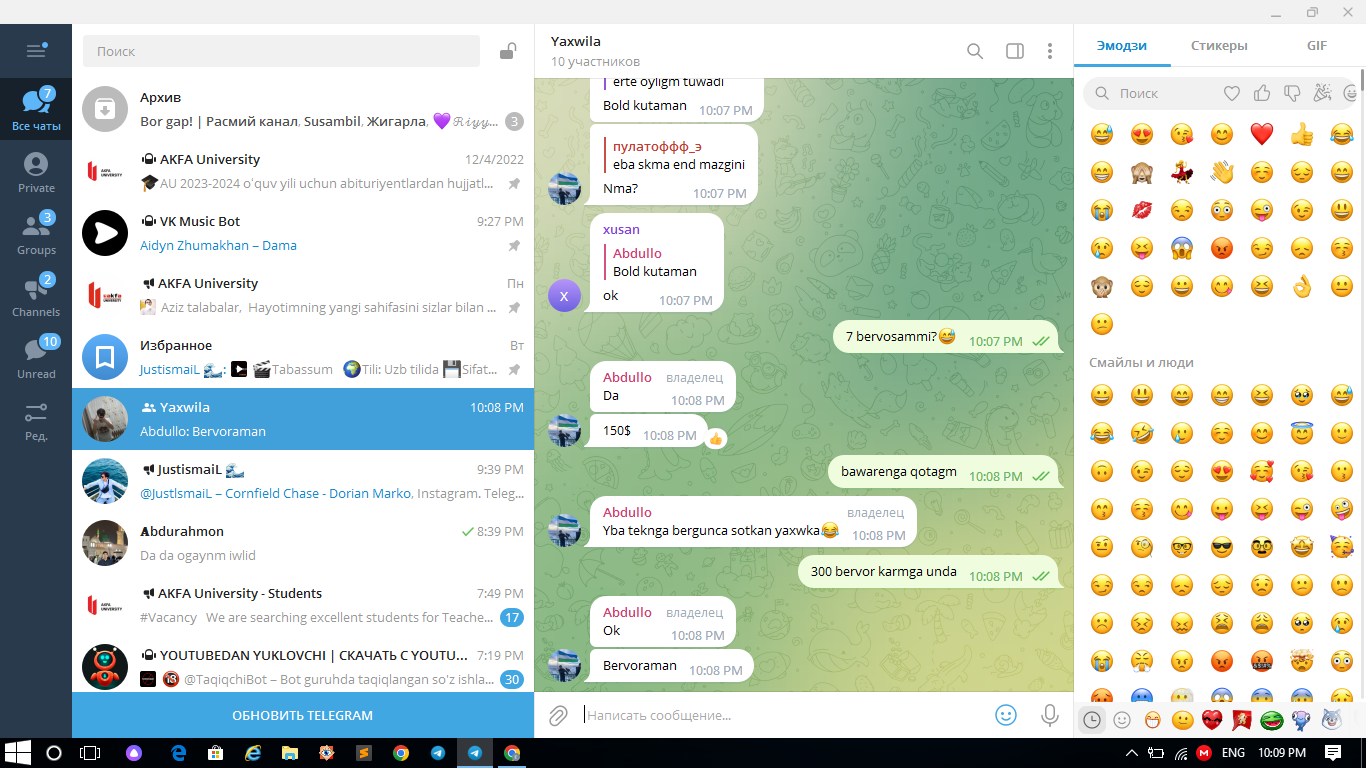 Поиск
7
Все чаты
Private
3
Groups
2
Channels
10
Unread
Ред.
Архив
Bor gap! | Расмий канал, Susambil, Жигарла, 💜 𝓡𝓲𝔂𝔂... 3
AKFA University 12/4/2022
🎓AU 2023-2024 o'quv yili uchun abituriyentlardan hujjatl...
VK Music Bot 9:27 PM
Aidyn Zhumakhan – Dama
AKFA University Пн
Aziz talabalar, Hayotimning yangi sahifasini sizlar bilan ...
Избранное Вт
JustismaiL 🌊: ▶ 🎬Tabassum 🌍Tili: Uzb tilida 💾Sifat...
Yaxwila 10:08 PM
Abdullo: Bervoraman
JustismaiL 🌊 9:39 PM
@JustIsmaiL – Cornfield Chase - Dorian Marko, Instagram. Teleg...
Abdurahmon 8:39 PM
Da da ogaynm iwlid
AKFA University - Students 7:49 PM
#Vacancy We are searching excellent students for Teache... 17
YOUTUBEDAN YUKLOVCHI | СКАЧАТЬ С YOUTU... 7:19 PM
🔞 @TaqiqchiBot – Bot guruhda taqiqlangan so'z ishla... 30
ОБНОВИТЬ TELEGRAM
AKFA
UNIVERSITY
Yaxwila
10 участников
erte oyligm tuwadi
Bold kutaman 10:07 PM
пулатоффф_э
eba skma end mazgini
Nma? 10:07 PM
xusan
Abdullo
Bold kutaman
ok 10:07 PM
X
7 bervosammi?😅 10:07 PM
Abdullo владелец
Da 10:08 PM
150$ 10:08 PM 👍
bawarenga qotagm 10:08 PM
Abdullo владелец
Yba teknga bergunca sotkan yaxwka😂 10:08 PM
300 bervor karmga unda 10:08 PM
Abdullo владелец
Ok 10:08 PM
Bervoraman 10:08 PM
Написать сообщение...
Эмодзи Стикеры GIF
Поиск
Смайлы и люди
ENG 10:09 PM